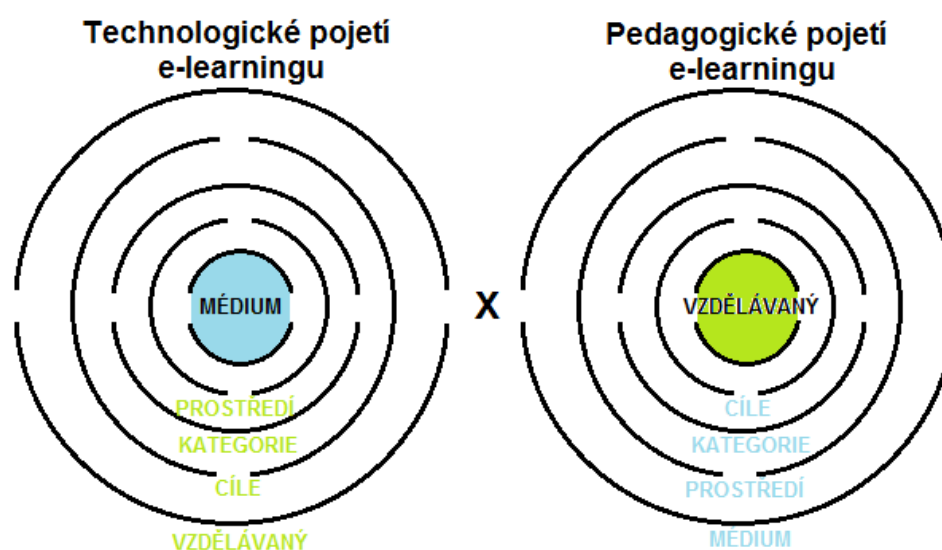 Technologické pojetí
e-learningu
Pedagogické pojetí
e-learningu
MÉDIUM
X
VZDĚLÁVANÝ
PROSTŘEDÍ
KATEGORIE
CÍLE
VZDĚLÁVANÝ
CÍLE
KATEGORIE
PROSTŘEDÍ
MÉDIUM